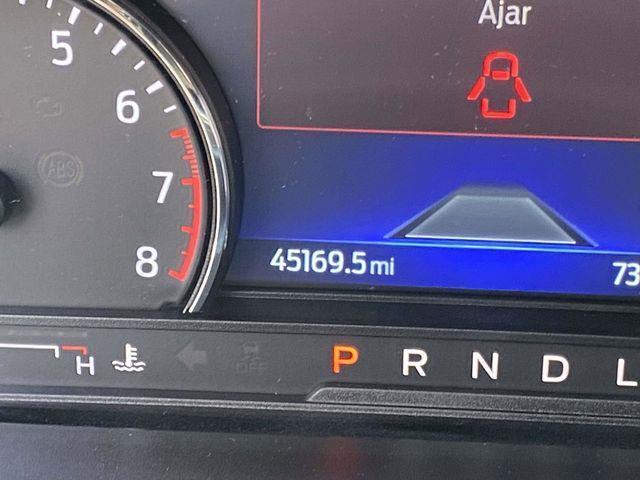 Ajar
5
6
7
8
ABS
45169.5 mi
73
H
OFF
P R N D L